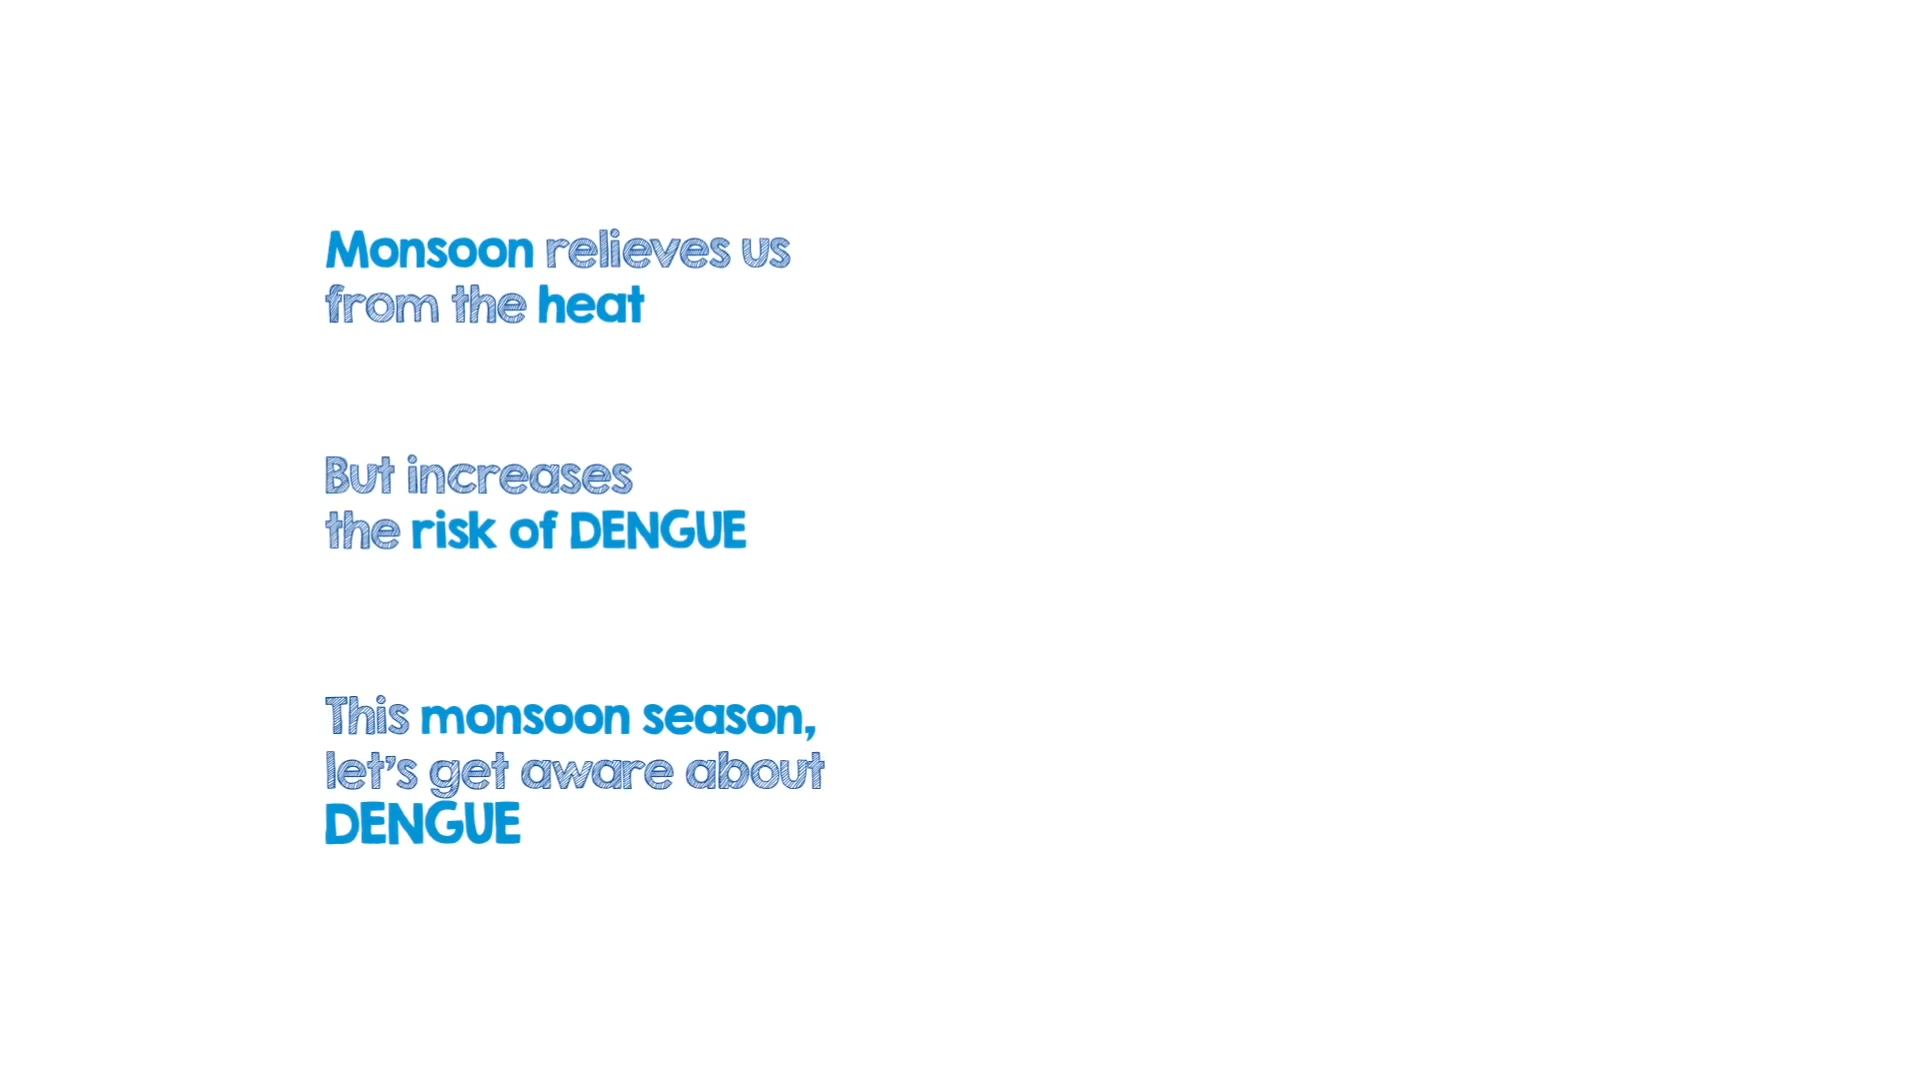 Monsoon relieves us
from the heat
But increases
the risk of DENGUE
This monsoon season,
let's get aware about
DENGUE